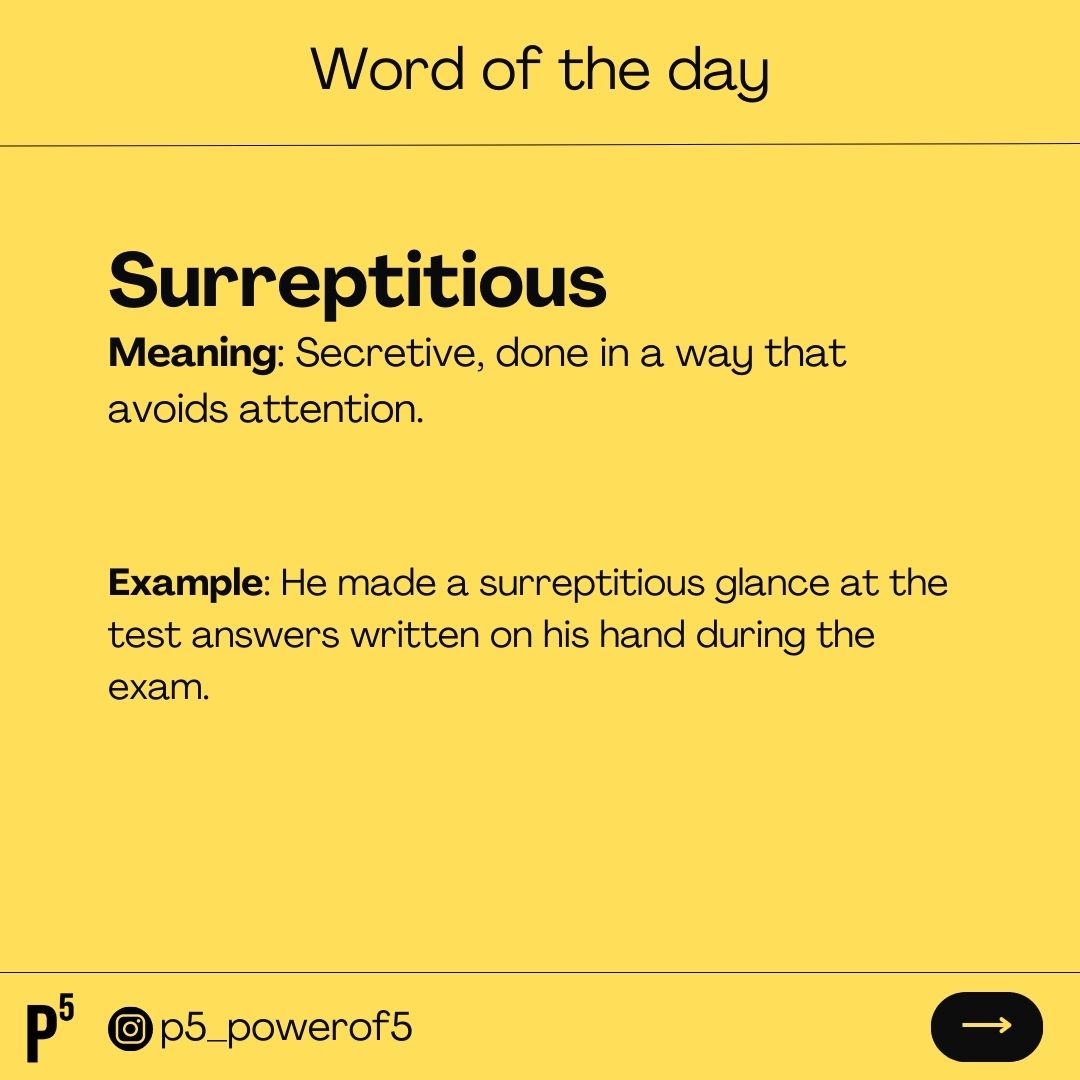 Word of the day
Surreptitious
Meaning: Secretive, done in a way that
avoids attention.
Example: He made a surreptitious glance at the
test answers written on his hand during the
exam.
P5 p5_powerof5